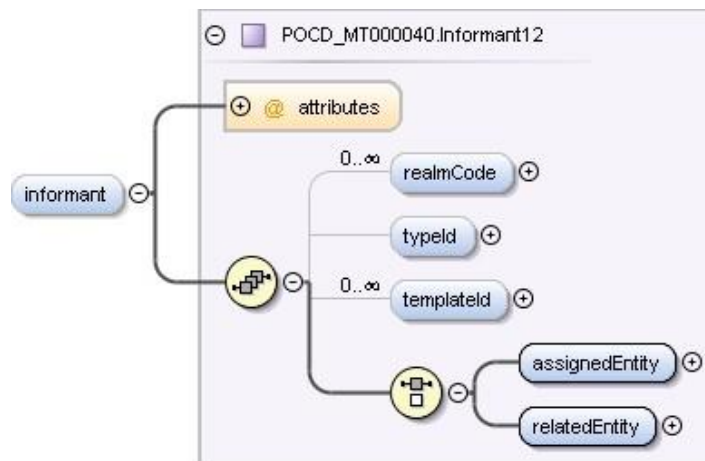 POCD_MT000040.Informant12
@ attributes
informant
0..∞
realmCode
typeId
0..∞
templateId
assignedEntity
relatedEntity